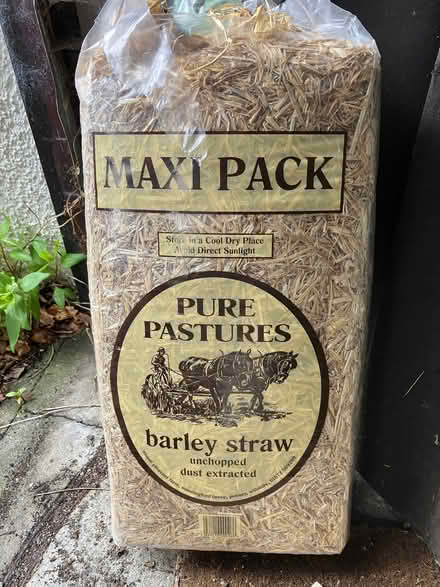 MAXI PACK
Store in a Cool Dry Place
Avoid Direct Sunlight
PURE
PASTURES
barley straw
unchopped
dust extracted